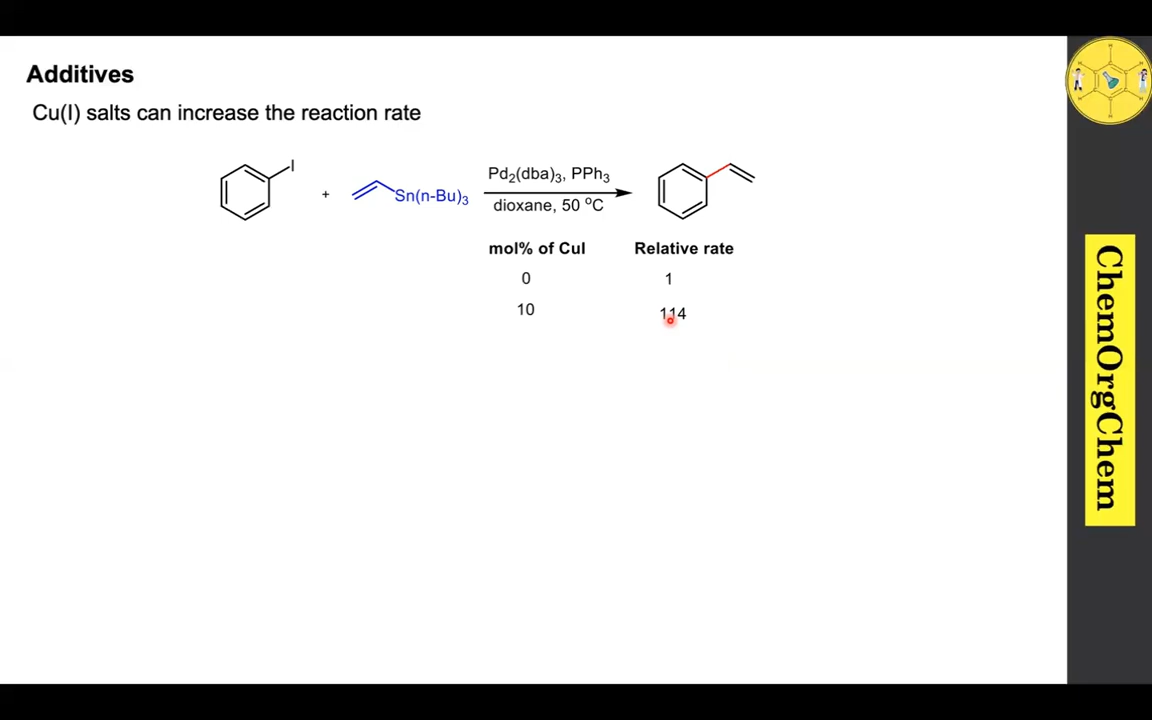 Additives
Cu(I) salts can increase the reaction rate
I
+
Sn(n-Bu)3
Pd2(dba)3, PPh3
dioxane, 50 oC
mol% of CuI Relative rate
0 1
10 114
ChemOrgChem